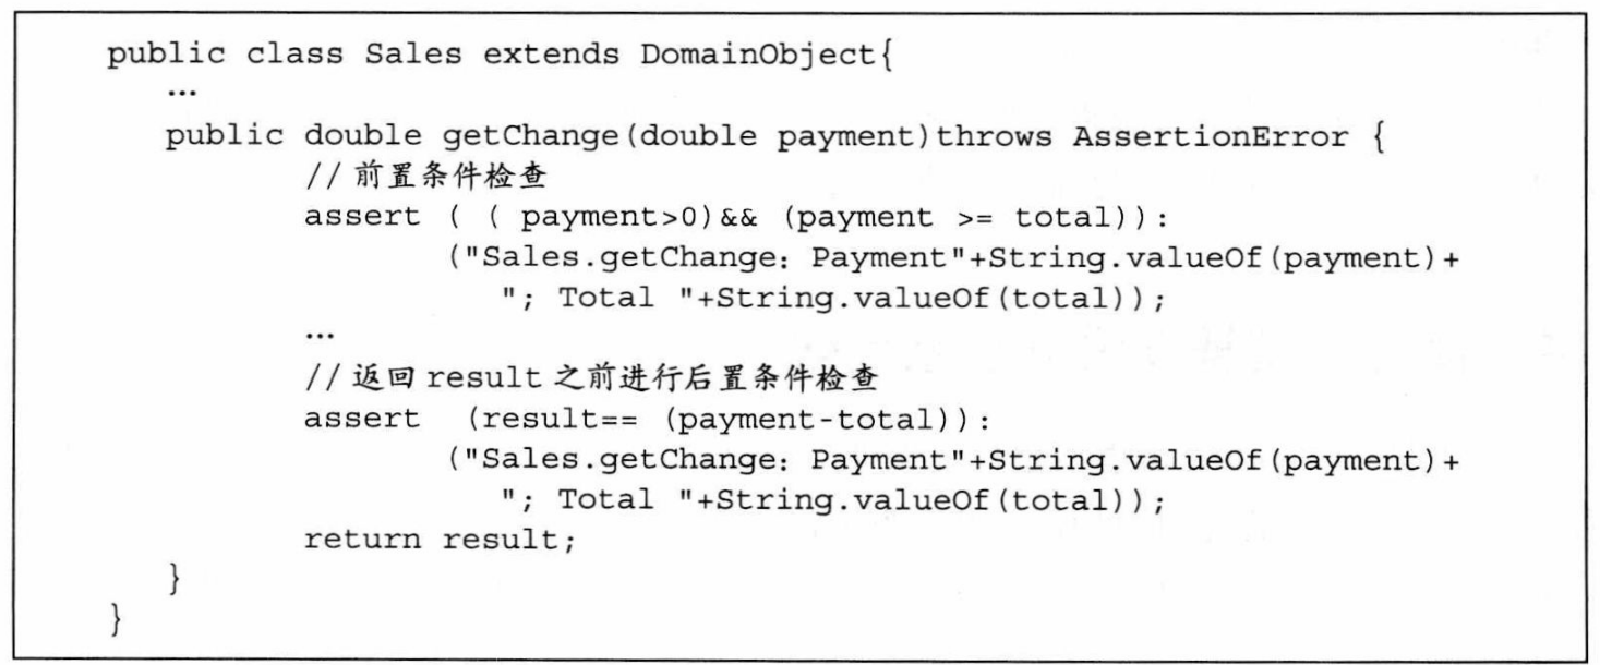 public class Sales extends DomainObject{
…
public double getChange(double payment)throws AssertionError {
//前置条件检查
assert ( ( payment>0)&& (payment >= total)):
("Sales.getChange: Payment"+String.valueOf(payment)+
"; Total "+String.valueOf(total));
…
//返回 result 之前进行后置条件检查
assert (result== (payment-total)):
("Sales.getChange: Payment"+String.valueOf(payment)+
"; Total "+String.valueOf(total));
return result;
}
}